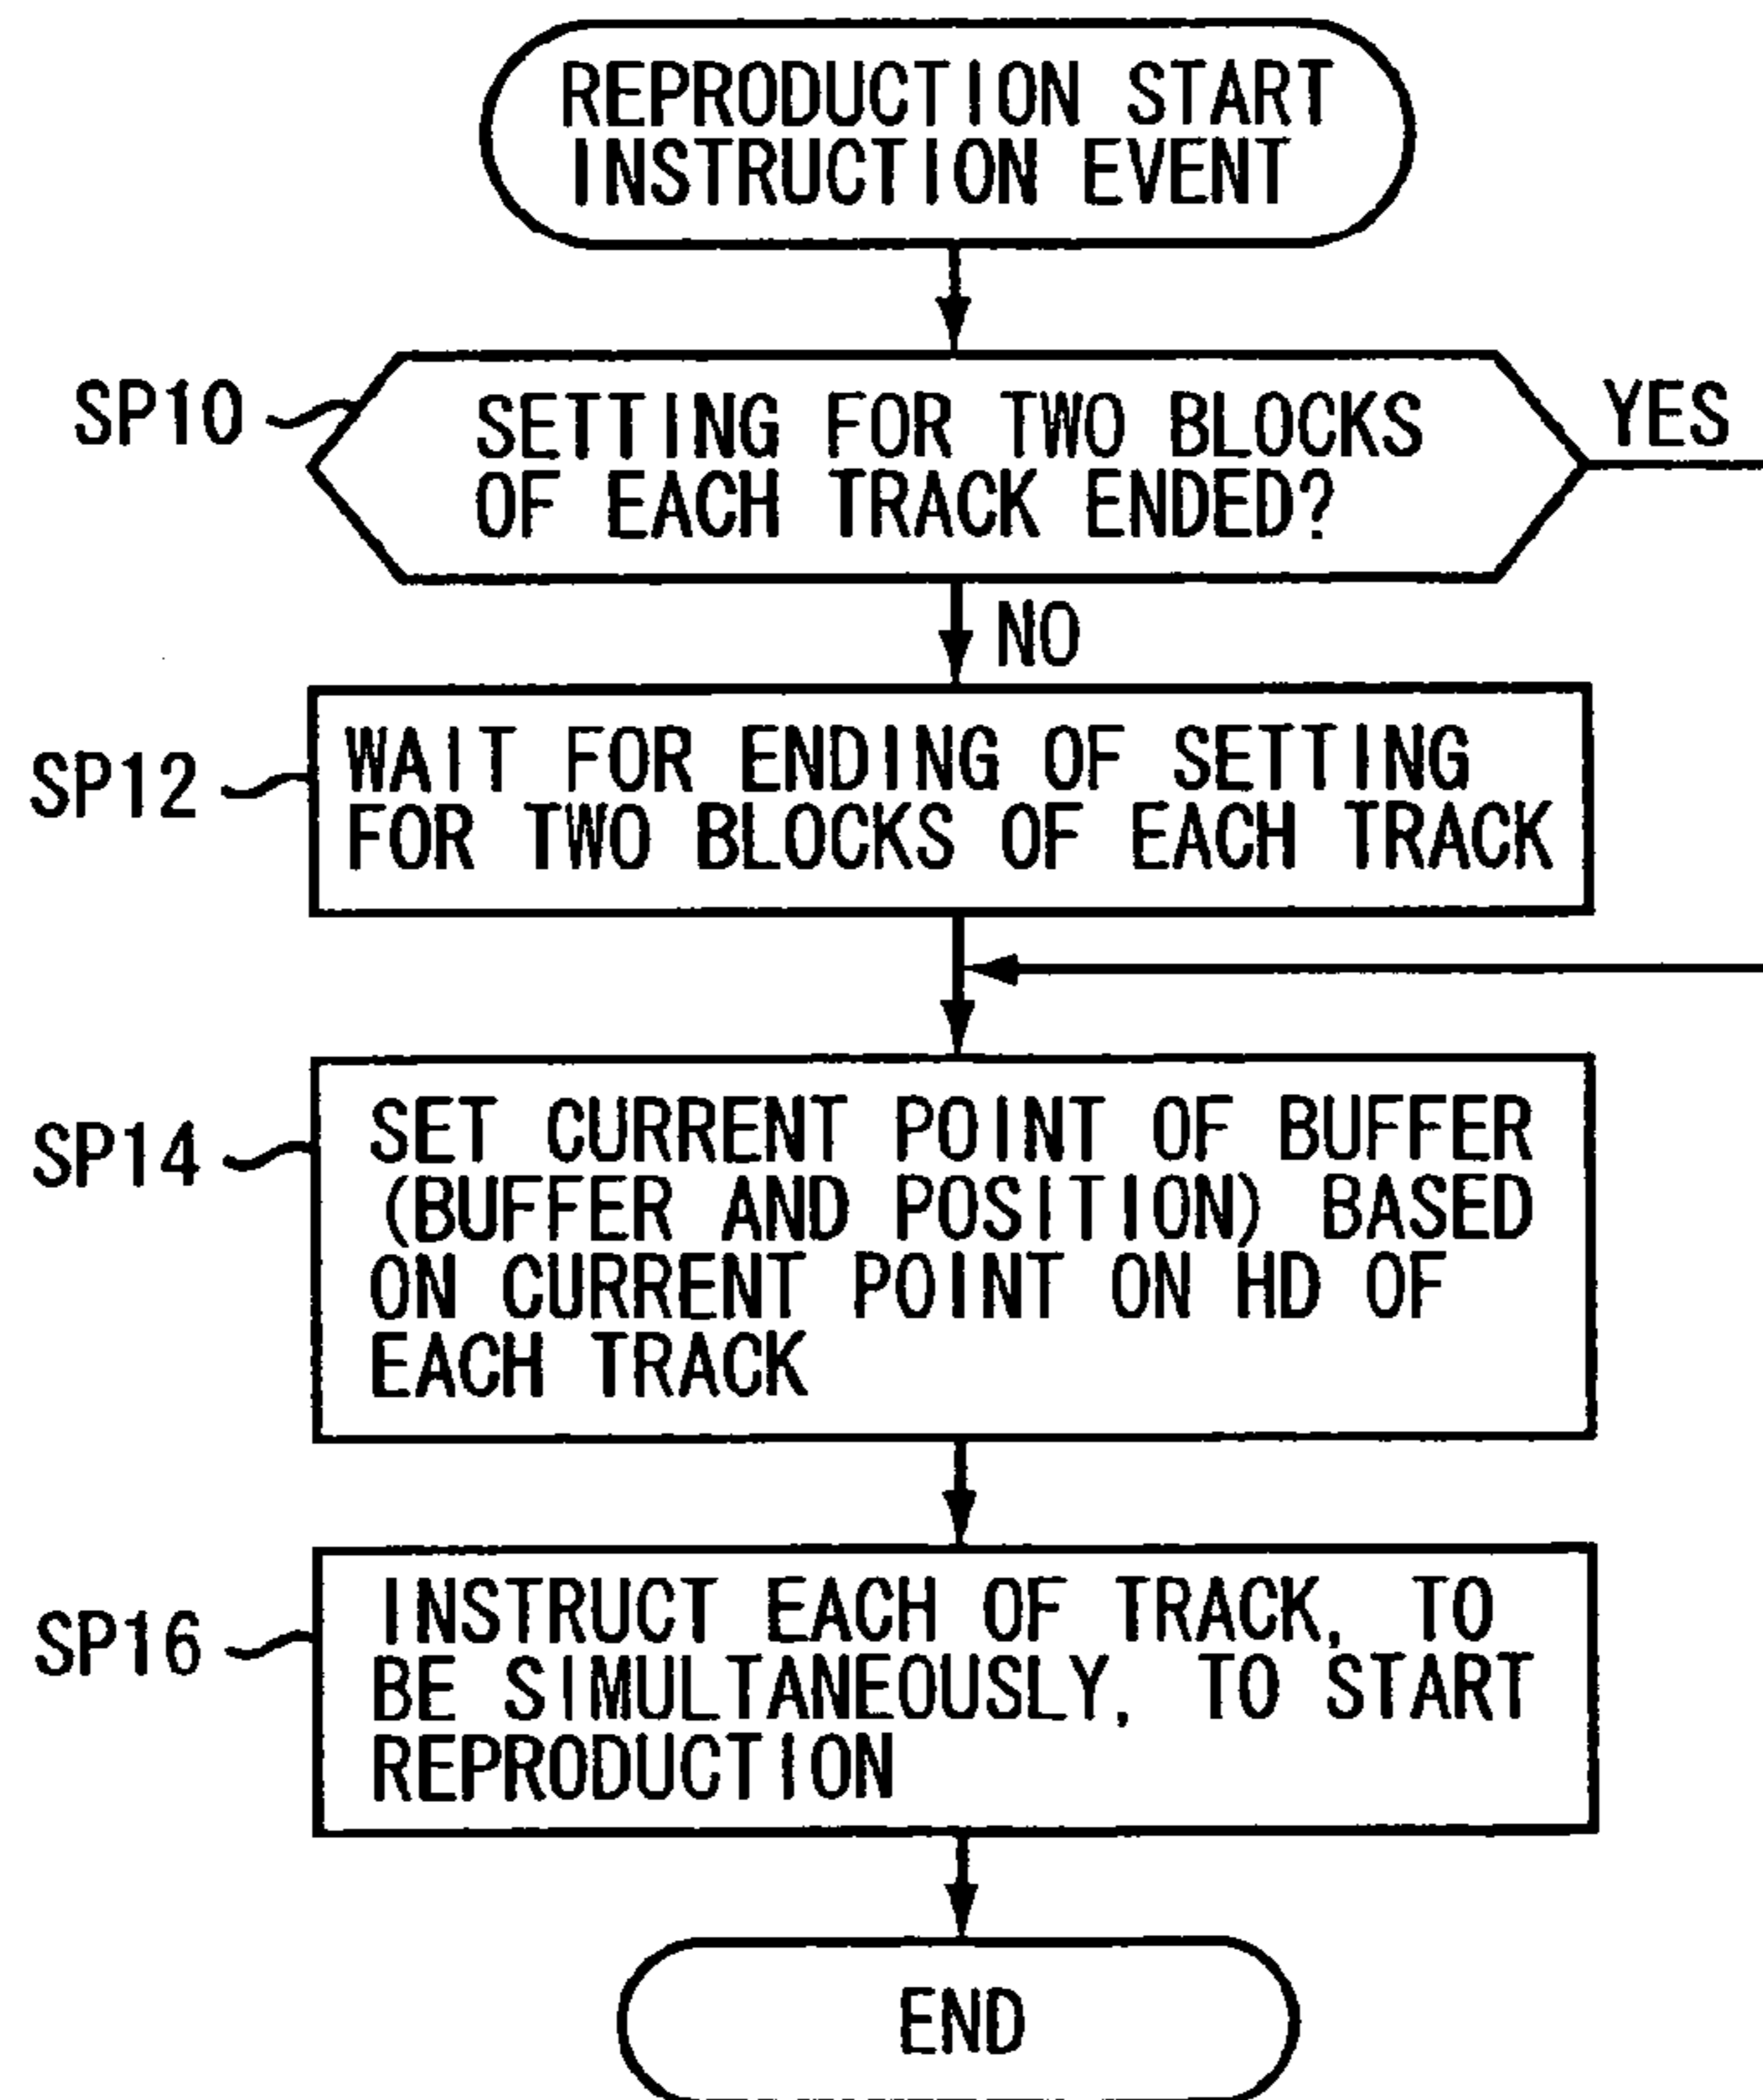 REPRODUCTION START
INSTRUCTION EVENT
SP10
SETTING FOR TWO BLOCKS
OF EACH TRACK ENDED?
YES
NO
SP12
WAIT FOR ENDING OF SETTING
FOR TWO BLOCKS OF EACH TRACK
SP14
SET CURRENT POINT OF BUFFER
(BUFFER AND POSITION) BASED
ON CURRENT POINT ON HD OF
EACH TRACK
SP16
INSTRUCT EACH OF TRACK, TO
BE SIMULTANEOUSLY, TO START
REPRODUCTION
END